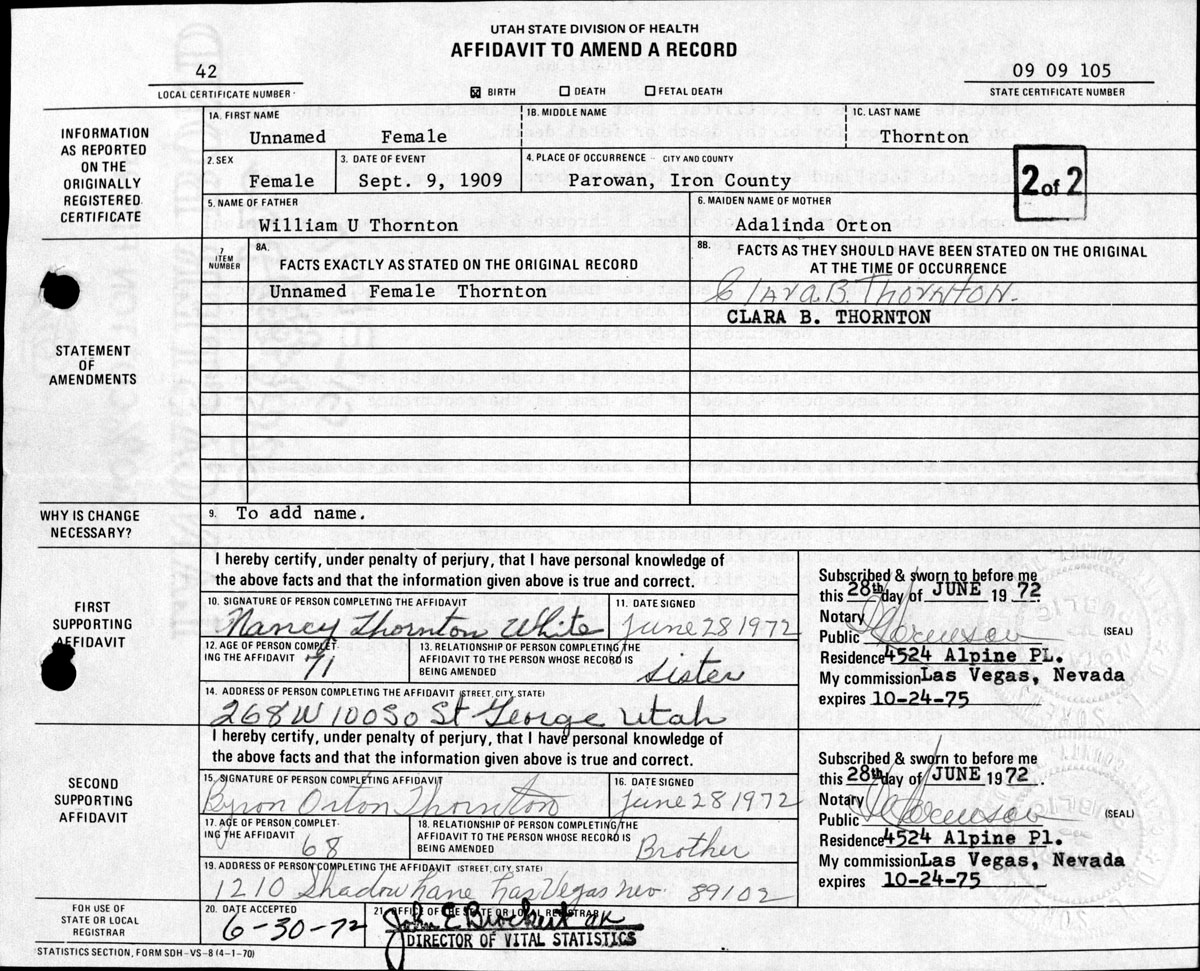 UTAH STATE DIVISION OF HEALTH
AFFIDAVIT TO AMEND A RECORD
42
LOCAL CERTIFICATE NUMBER
BIRTH DEATH FETAL DEATH
09 09 105
STATE CERTIFICATE NUMBER
INFORMATION
AS REPORTED
ON THE
ORIGINALLY
REGISTERED
CERTIFICATE
1A. FIRST NAME
Unnamed Female
1B. MIDDLE NAME
1C. LAST NAME
Thornton
2. SEX
Female
3. DATE OF EVENT
Sept. 9, 1909
4. PLACE OF OCCURRENCE - CITY AND COUNTY
Parowan, Iron County
2 of 2
5. NAME OF FATHER
William U Thornton
6. MAIDEN NAME OF MOTHER
Adalinda Orton
STATEMENT
OF
AMENDMENTS
7. ITEM NUMBER
8A.
FACTS EXACTLY AS STATED ON THE ORIGINAL RECORD
8B.
FACTS AS THEY SHOULD HAVE BEEN STATED ON THE ORIGINAL
AT THE TIME OF OCCURRENCE
Unnamed Female Thornton
Clara B. Thornton.
CLARA B. THORNTON
WHY IS CHANGE
NECESSARY?
9. To add name.
FIRST
SUPPORTING
AFFIDAVIT
I hereby certify, under penalty of perjury, that I have personal knowledge of
the above facts and that the information given above is true and correct.
10. SIGNATURE OF PERSON COMPLETING THE AFFIDAVIT
Nancy Thornton White
11. DATE SIGNED
June 28 1972
12. AGE OF PERSON COMPLET-
ING THE AFFIDAVIT
71
13. RELATIONSHIP OF PERSON COMPLETING THE
AFFIDAVIT TO THE PERSON WHOSE RECORD IS
BEING AMENDED
Sister
14. ADDRESS OF PERSON COMPLETING THE AFFIDAVIT (STREET, CITY, STATE)
268 W 100 So St George Utah
Subscribed & sworn to before me
this 28th day of JUNE 1972
Notary
Public
(SEAL)
Residence 4524 Alpine PL.
My commission Las Vegas, Nevada
expires 10-24-75
SECOND
SUPPORTING
AFFIDAVIT
I hereby certify, under penalty of perjury, that I have personal knowledge of
the above facts and that the information given above is true and correct.
15. SIGNATURE OF PERSON COMPLETING AFFIDAVIT
Byron Orton Thornton
16. DATE SIGNED
June 28 1972
17. AGE OF PERSON COMPLET-
ING THE AFFIDAVIT
68
18. RELATIONSHIP OF PERSON COMPLETING THE
AFFIDAVIT TO THE PERSON WHOSE RECORD IS
BEING AMENDED
Brother
19. ADDRESS OF PERSON COMPLETING THE AFFIDAVIT (STREET, CITY, STATE)
1210 Shadow Lane Las Vegas Nev. 89102
Subscribed & sworn to before me
this 28th day of JUNE 1972
Notary
Public
(SEAL)
Residence 4524 Alpine Pl.
My commission Las Vegas, Nevada
expires 10-24-75
FOR USE OF
STATE OR LOCAL
REGISTRAR
20. DATE ACCEPTED
6-30-72
21. OFFICE OF THE STATE OR LOCAL REGISTRAR
John E Brockert
DIRECTOR OF VITAL STATISTICS
STATISTICS SECTION, FORM SDH-VS-8 (4-1-70)